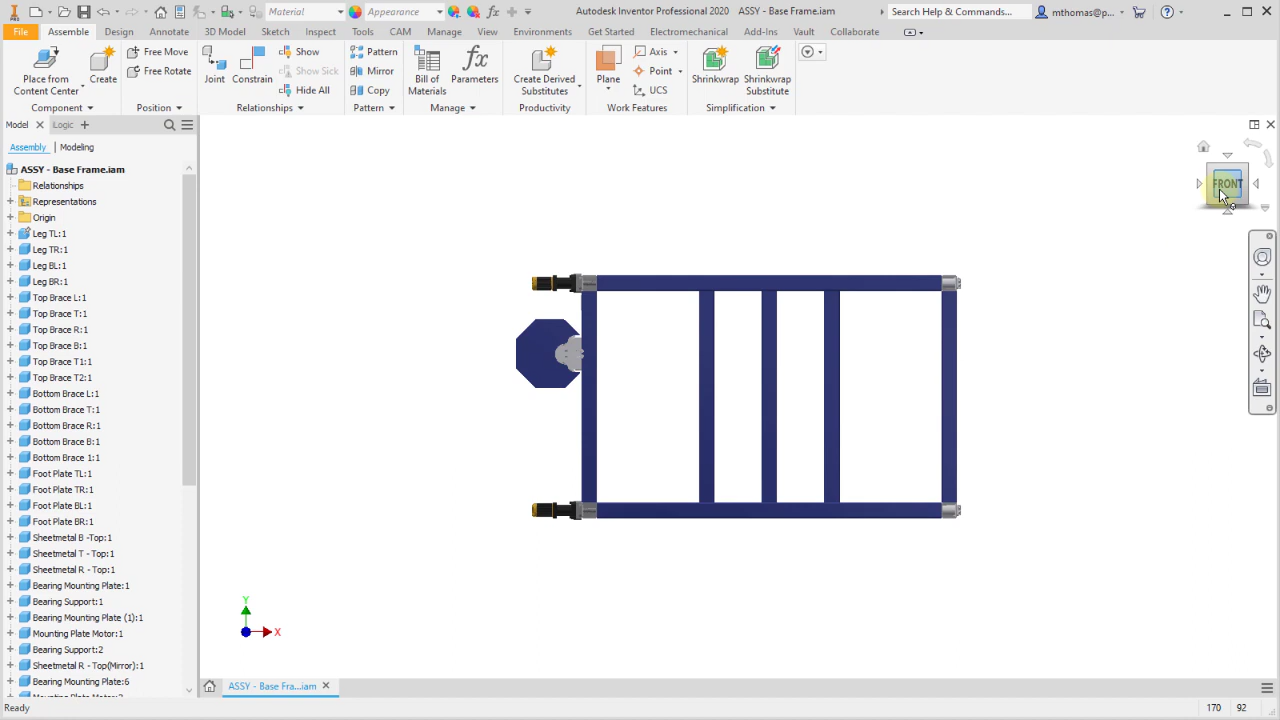 Material
Appearance
Autodesk Inventor Professional 2020 ASSY - Base Frame.iam
Search Help & Commands...
mthomas@p...
File
Assemble
Design
Annotate
3D Model
Sketch
Inspect
Tools
CAM
Manage
View
Environments
Get Started
Electromechanical
Add-Ins
Vault
Collaborate
Place from
Content Center
Create
Free Move
Free Rotate
Joint
Constrain
Show
Show Sick
Hide All
Pattern
Mirror
Copy
Bill of
Materials
fx
Parameters
Create Derived
Substitutes
Plane
Axis
Point
UCS
Shrinkwrap
Shrinkwrap
Substitute
Component
Position
Relationships
Pattern
Manage
Productivity
Work Features
Simplification
Model
Logic
Assembly
Modeling
ASSY - Base Frame.iam
Relationships
Representations
Origin
Leg TL:1
Leg TR:1
Leg BL:1
Leg BR:1
Top Brace L:1
Top Brace T:1
Top Brace R:1
Top Brace B:1
Top Brace T1:1
Top Brace T2:1
Bottom Brace L:1
Bottom Brace T:1
Bottom Brace R:1
Bottom Brace B:1
Bottom Brace 1:1
Foot Plate TL:1
Foot Plate TR:1
Foot Plate BL:1
Foot Plate BR:1
Sheetmetal B -Top:1
Sheetmetal T - Top:1
Sheetmetal R - Top:1
Bearing Mounting Plate:1
Bearing Support:1
Bearing Mounting Plate (1):1
Mounting Plate Motor:1
Bearing Support:2
Sheetmetal R - Top(Mirror):1
Bearing Mounting Plate:6
Mounting Plate Motor:2
FRONT
Y
X
ASSY - Base Fra...iam
Ready
170
92